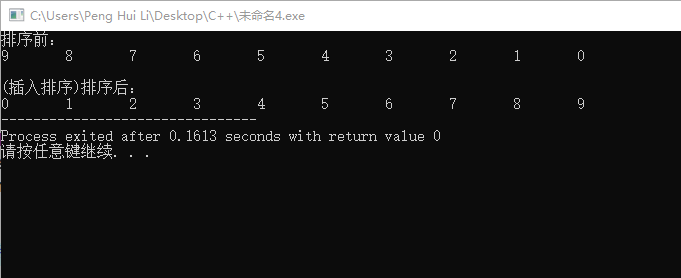 C:\Users\Peng Hui Li\Desktop\C++\未命名4.exe
排序前:
9 8 7 6 5 4 3 2 1 0
(插入排序)排序后:
0 1 2 3 4 5 6 7 8 9
--------------------------------
Process exited after 0.1613 seconds with return value 0
请按任意键继续. . .